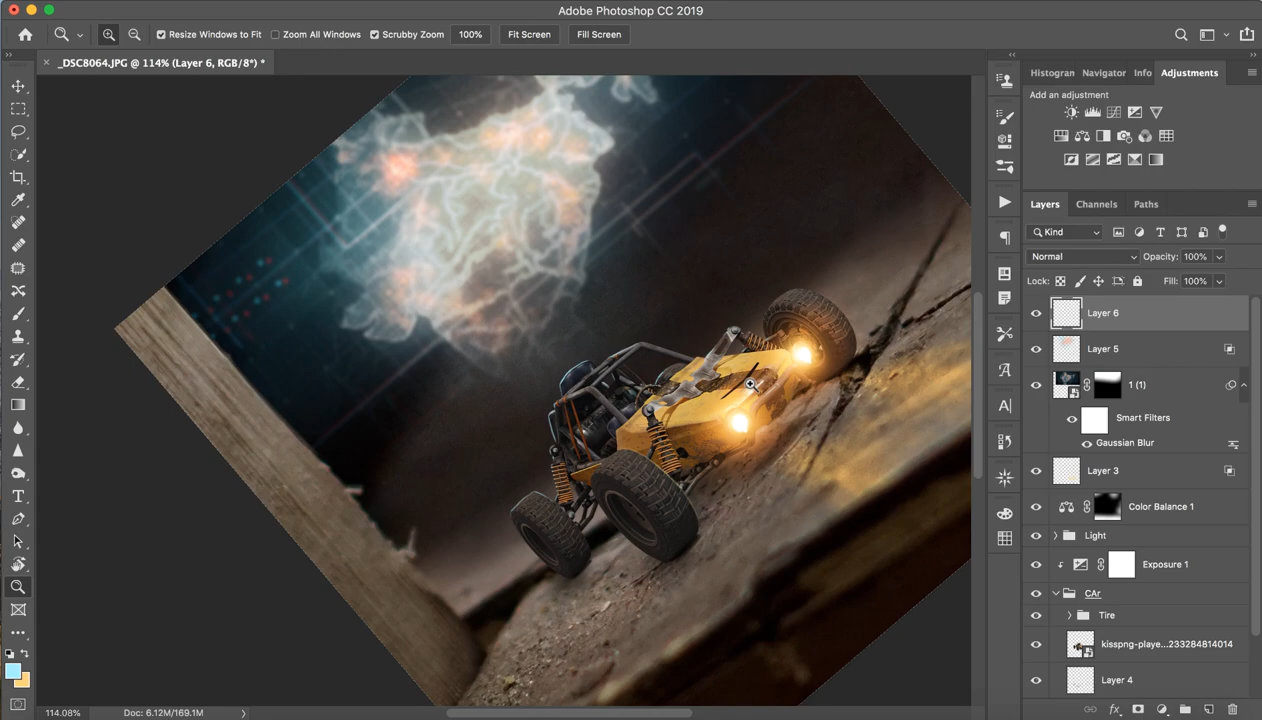 Adobe Photoshop CC 2019
Resize Windows to Fit
Zoom All Windows
Scrubby Zoom
100%
Fit Screen
Fill Screen
_DSC8064.JPG @ 114% (Layer 6, RGB/8*) *
Histogran
Navigator
Info
Adjustments
Add an adjustment
Layers
Channels
Paths
Kind
Normal
Opacity: 100%
Lock:
Fill: 100%
Layer 6
Layer 5
1 (1)
Smart Filters
Gaussian Blur
Layer 3
Color Balance 1
Light
Exposure 1
CAr
Tire
kisspng-playe...233284814014
Layer 4
114.08%
Doc: 6.12M/169.1M